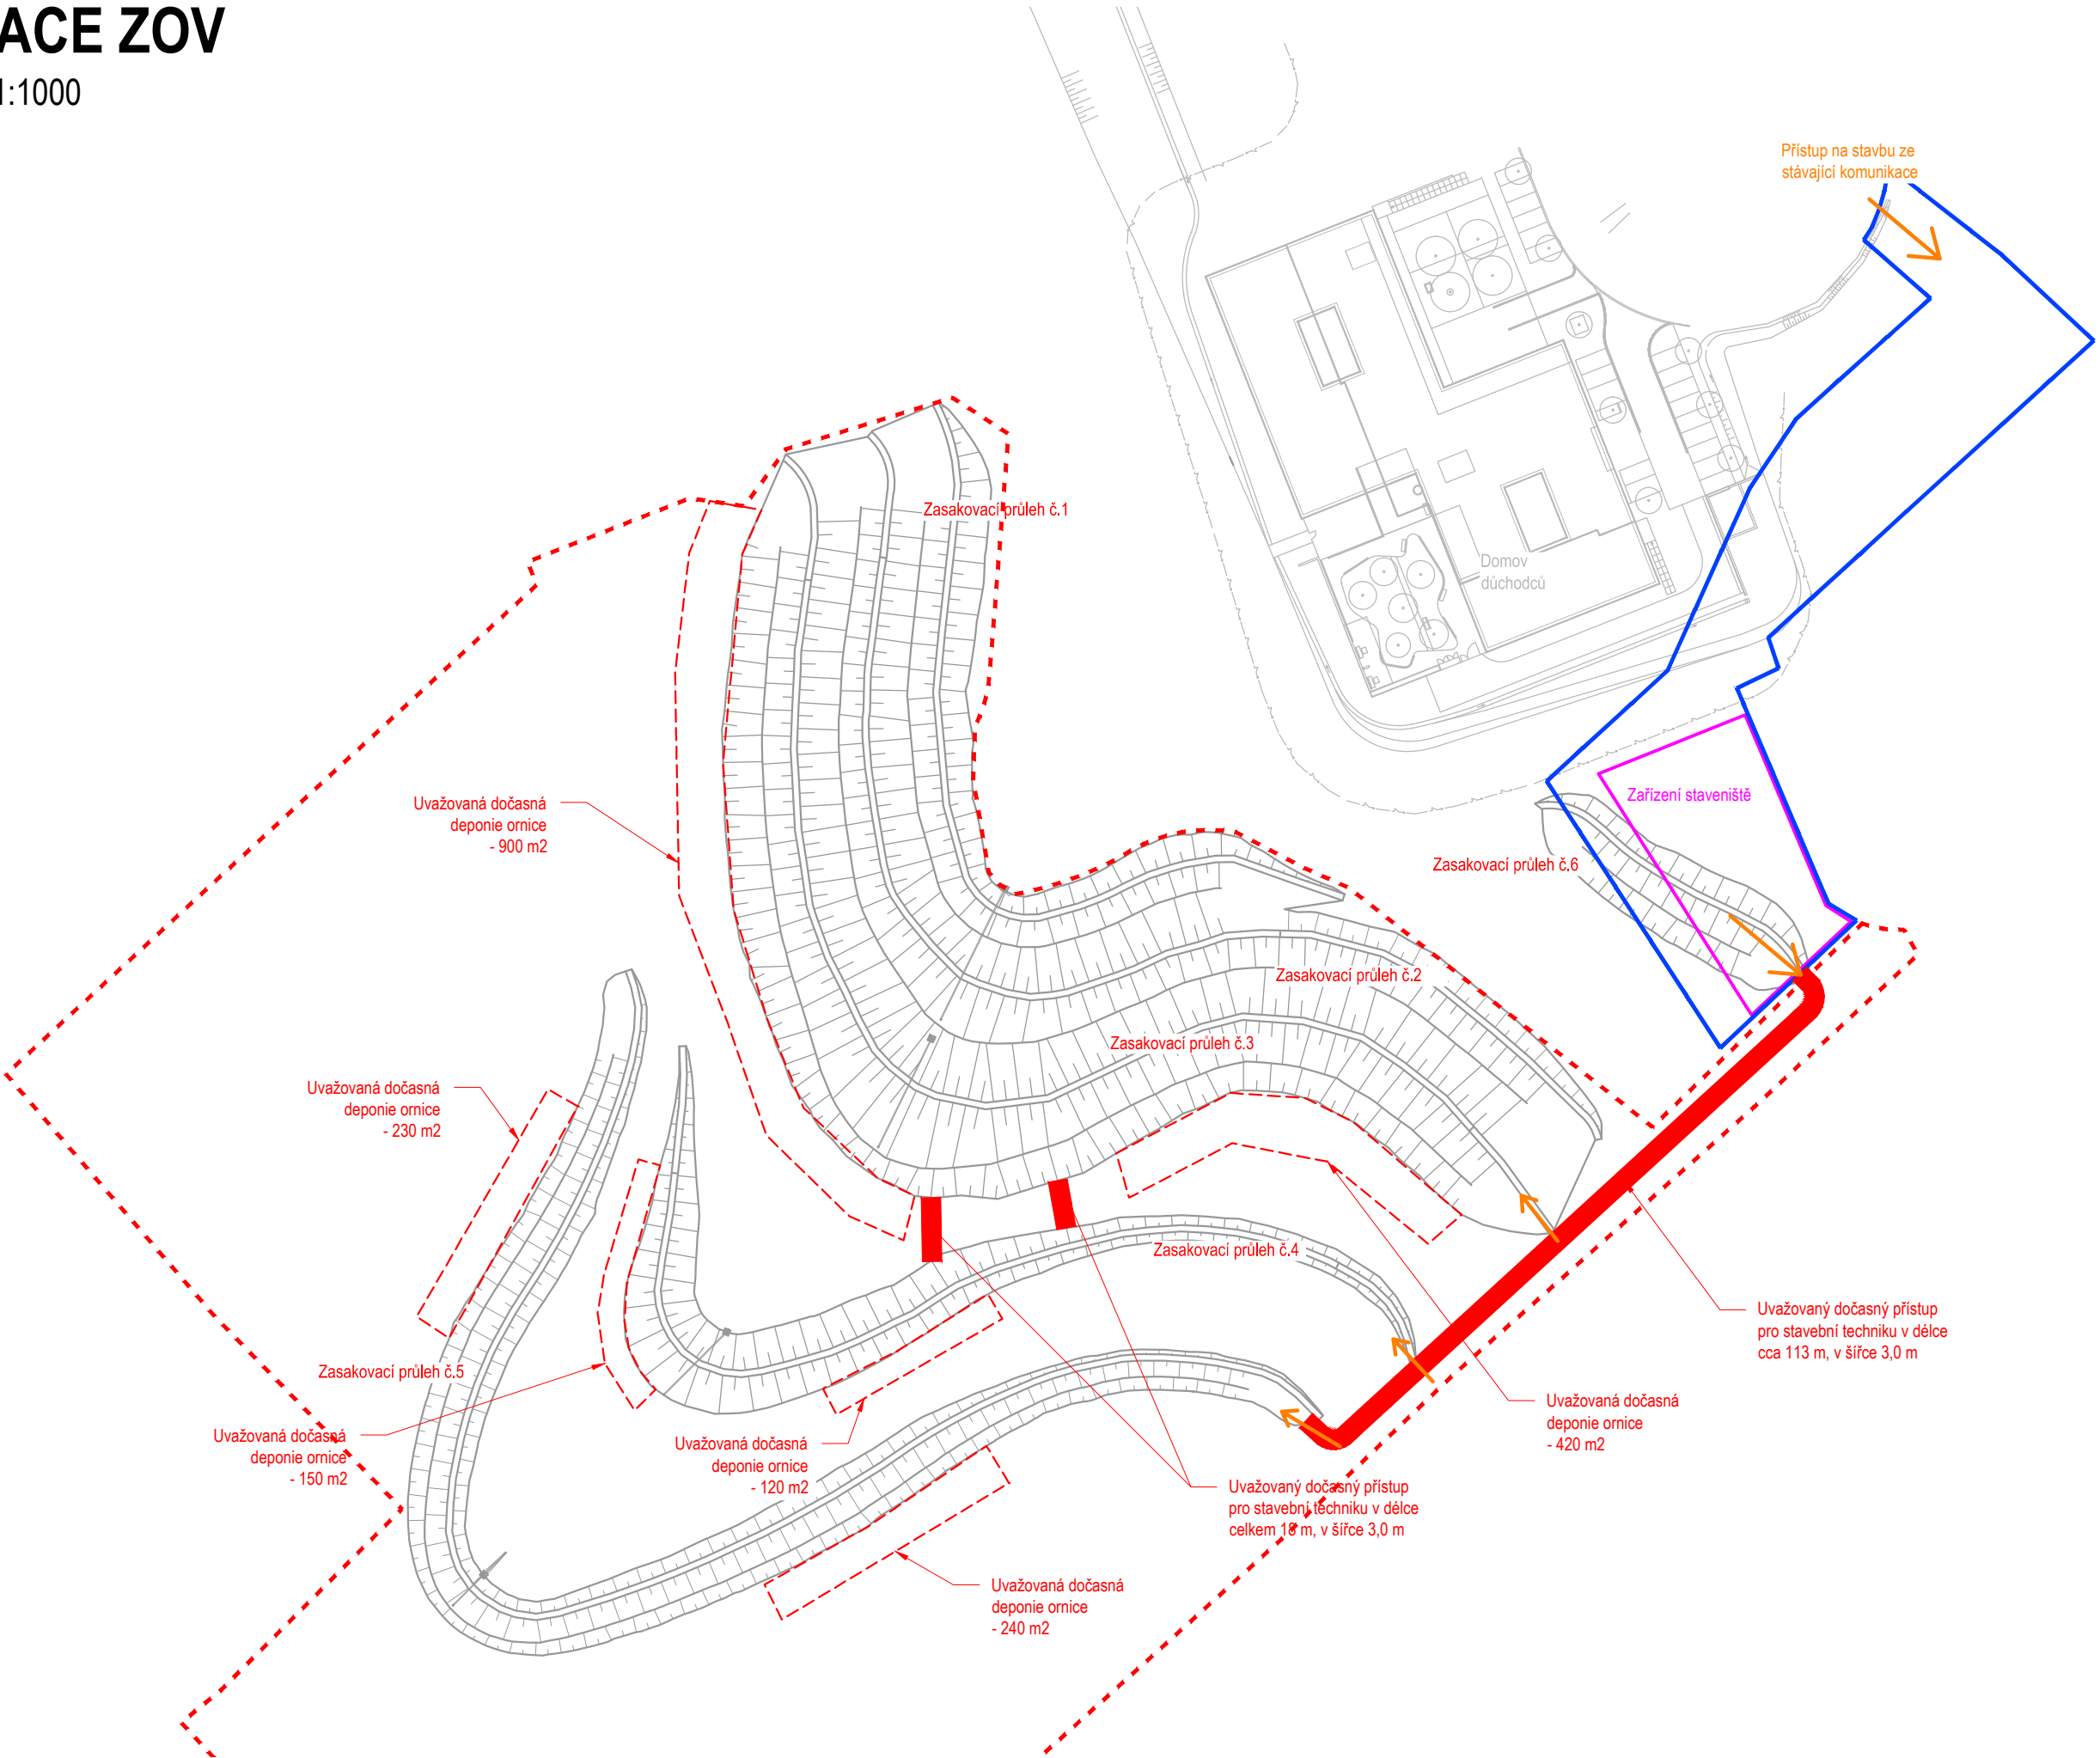 ACE ZOV
1:1000
Přístup na stavbu ze
stávající komunikace
Zasakovací průleh č.1
Domov
důchodců
Uvažovaná dočasná
deponie ornice
- 900 m2
Zařízení staveniště
Zasakovací průleh č.6
Zasakovací průleh č.2
Zasakovací průleh č.3
Uvažovaná dočasná
deponie ornice
- 230 m2
Zasakovací průleh č.4
Uvažovaný dočasný přístup
pro stavební techniku v délce
cca 113 m, v šířce 3,0 m
Zasakovací průleh č.5
Uvažovaná dočasná
deponie ornice
- 420 m2
Uvažovaná dočasná
deponie ornice
- 150 m2
Uvažovaná dočasná
deponie ornice
- 120 m2
Uvažovaný dočasný přístup
pro stavební techniku v délce
celkem 18 m, v šířce 3,0 m
Uvažovaná dočasná
deponie ornice
- 240 m2